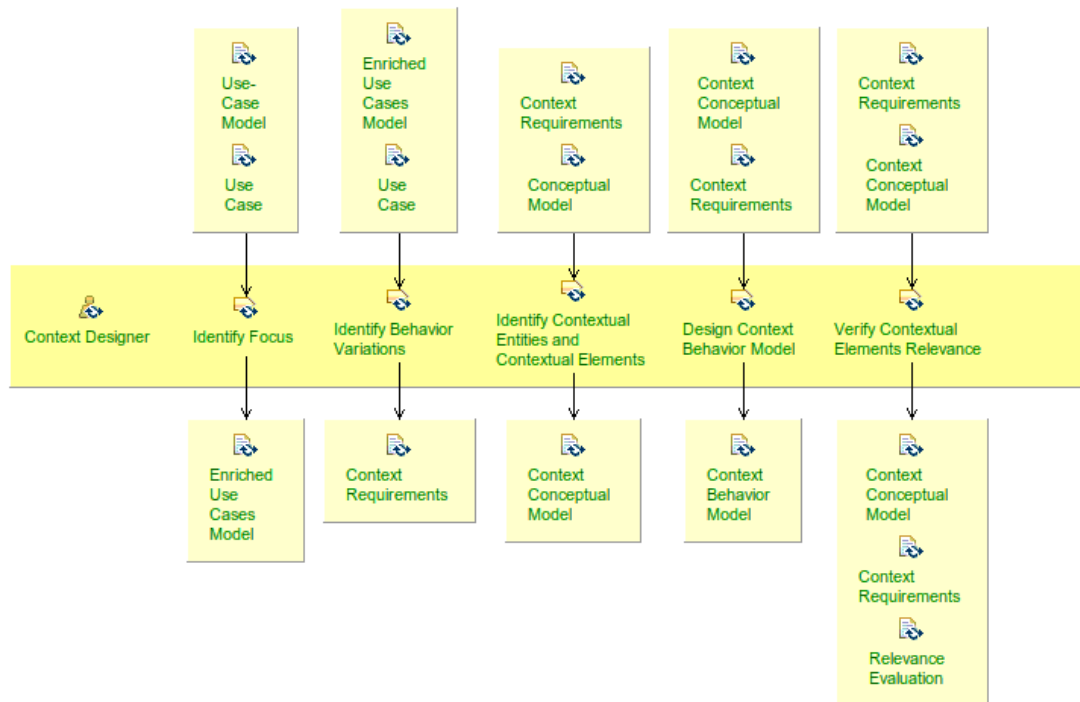 Use-
Case
Model
Use
Case
Enriched
Use
Cases
Model
Use
Case
Context
Requirements
Conceptual
Model
Context
Conceptual
Model
Context
Requirements
Context
Requirements
Context
Conceptual
Model
Context Designer
Identify Focus
Identify Behavior
Variations
Identify Contextual
Entities and
Contextual Elements
Design Context
Behavior Model
Verify Contextual
Elements Relevance
Enriched
Use
Cases
Model
Context
Requirements
Context
Conceptual
Model
Context
Behavior
Model
Context
Conceptual
Model
Context
Requirements
Relevance
Evaluation